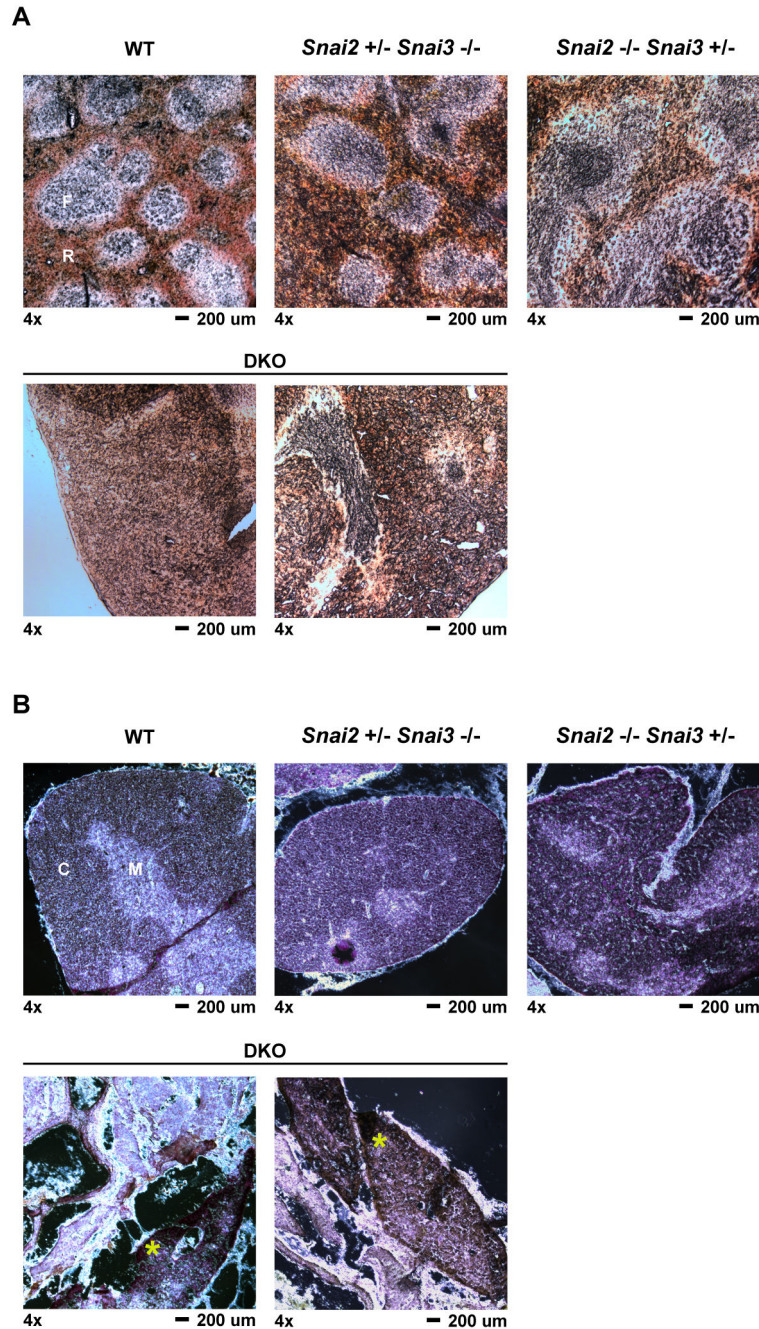 A
WT
Snai2 +/- Snai3 -/-
Snai2 -/- Snai3 +/-
F
R
4x 200 um
4x 200 um
4x 200 um
DKO
4x 200 um
4x 200 um
B
WT
Snai2 +/- Snai3 -/-
Snai2 -/- Snai3 +/-
C M
4x 200 um
4x 200 um
4x 200 um
DKO
*
*
4x 200 um
4x 200 um